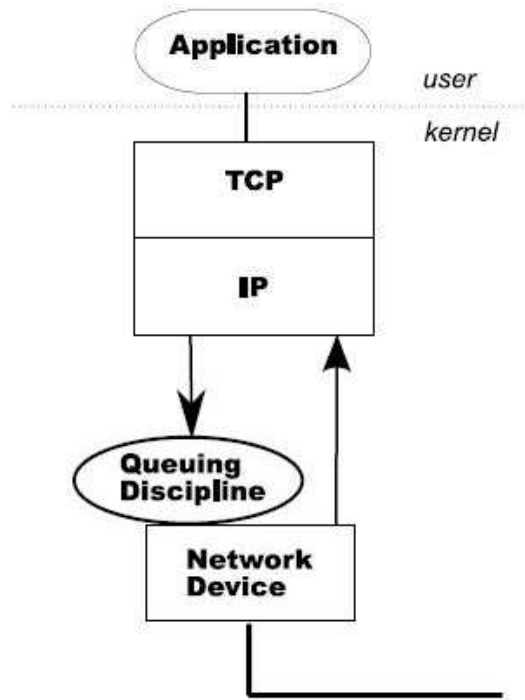 Application
user
kernel
TCP
IP
Queuing
Discipline
Network
Device